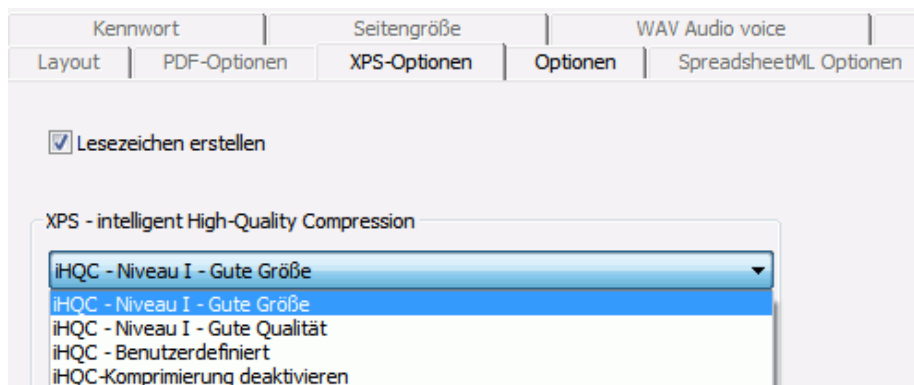 Kennwort Seitengröße WAV Audio voice
Layout PDF-Optionen XPS-Optionen Optionen SpreadsheetML Optionen
Lesezeichen erstellen
XPS - intelligent High-Quality Compression
iHQC - Niveau I - Gute Größe
iHQC - Niveau I - Gute Größe
iHQC - Niveau I - Gute Qualität
iHQC - Benutzerdefiniert
iHQC-Komprimierung deaktivieren